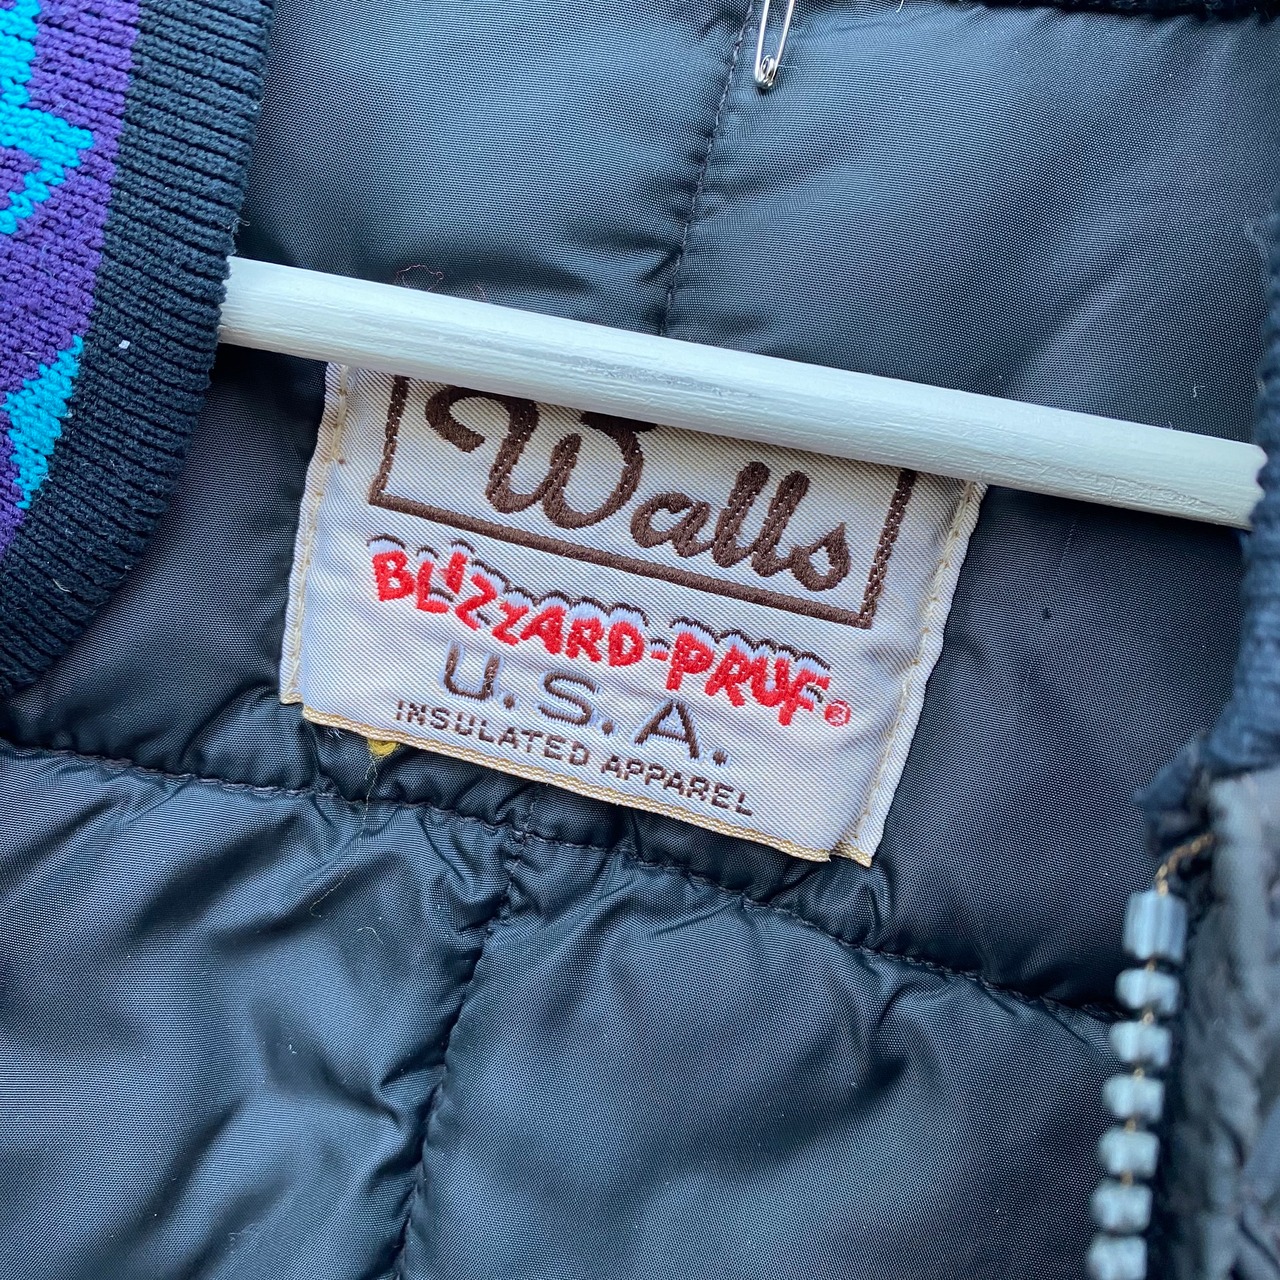 Walls
BLIZZARD-PRUF®
U.S.A.
INSULATED APPAREL